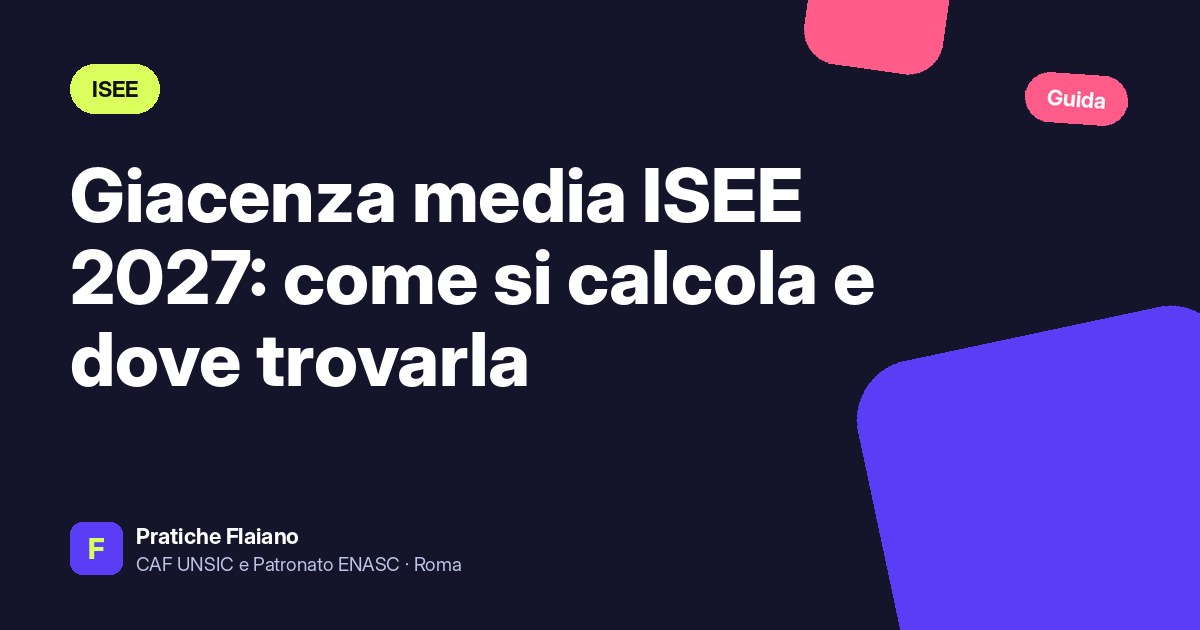 ISEE
Guida
Giacenza media ISEE
2027: come si calcola e
dove trovarla
F
Pratiche Flaiano
CAF UNSIC e Patronato ENASC · Roma